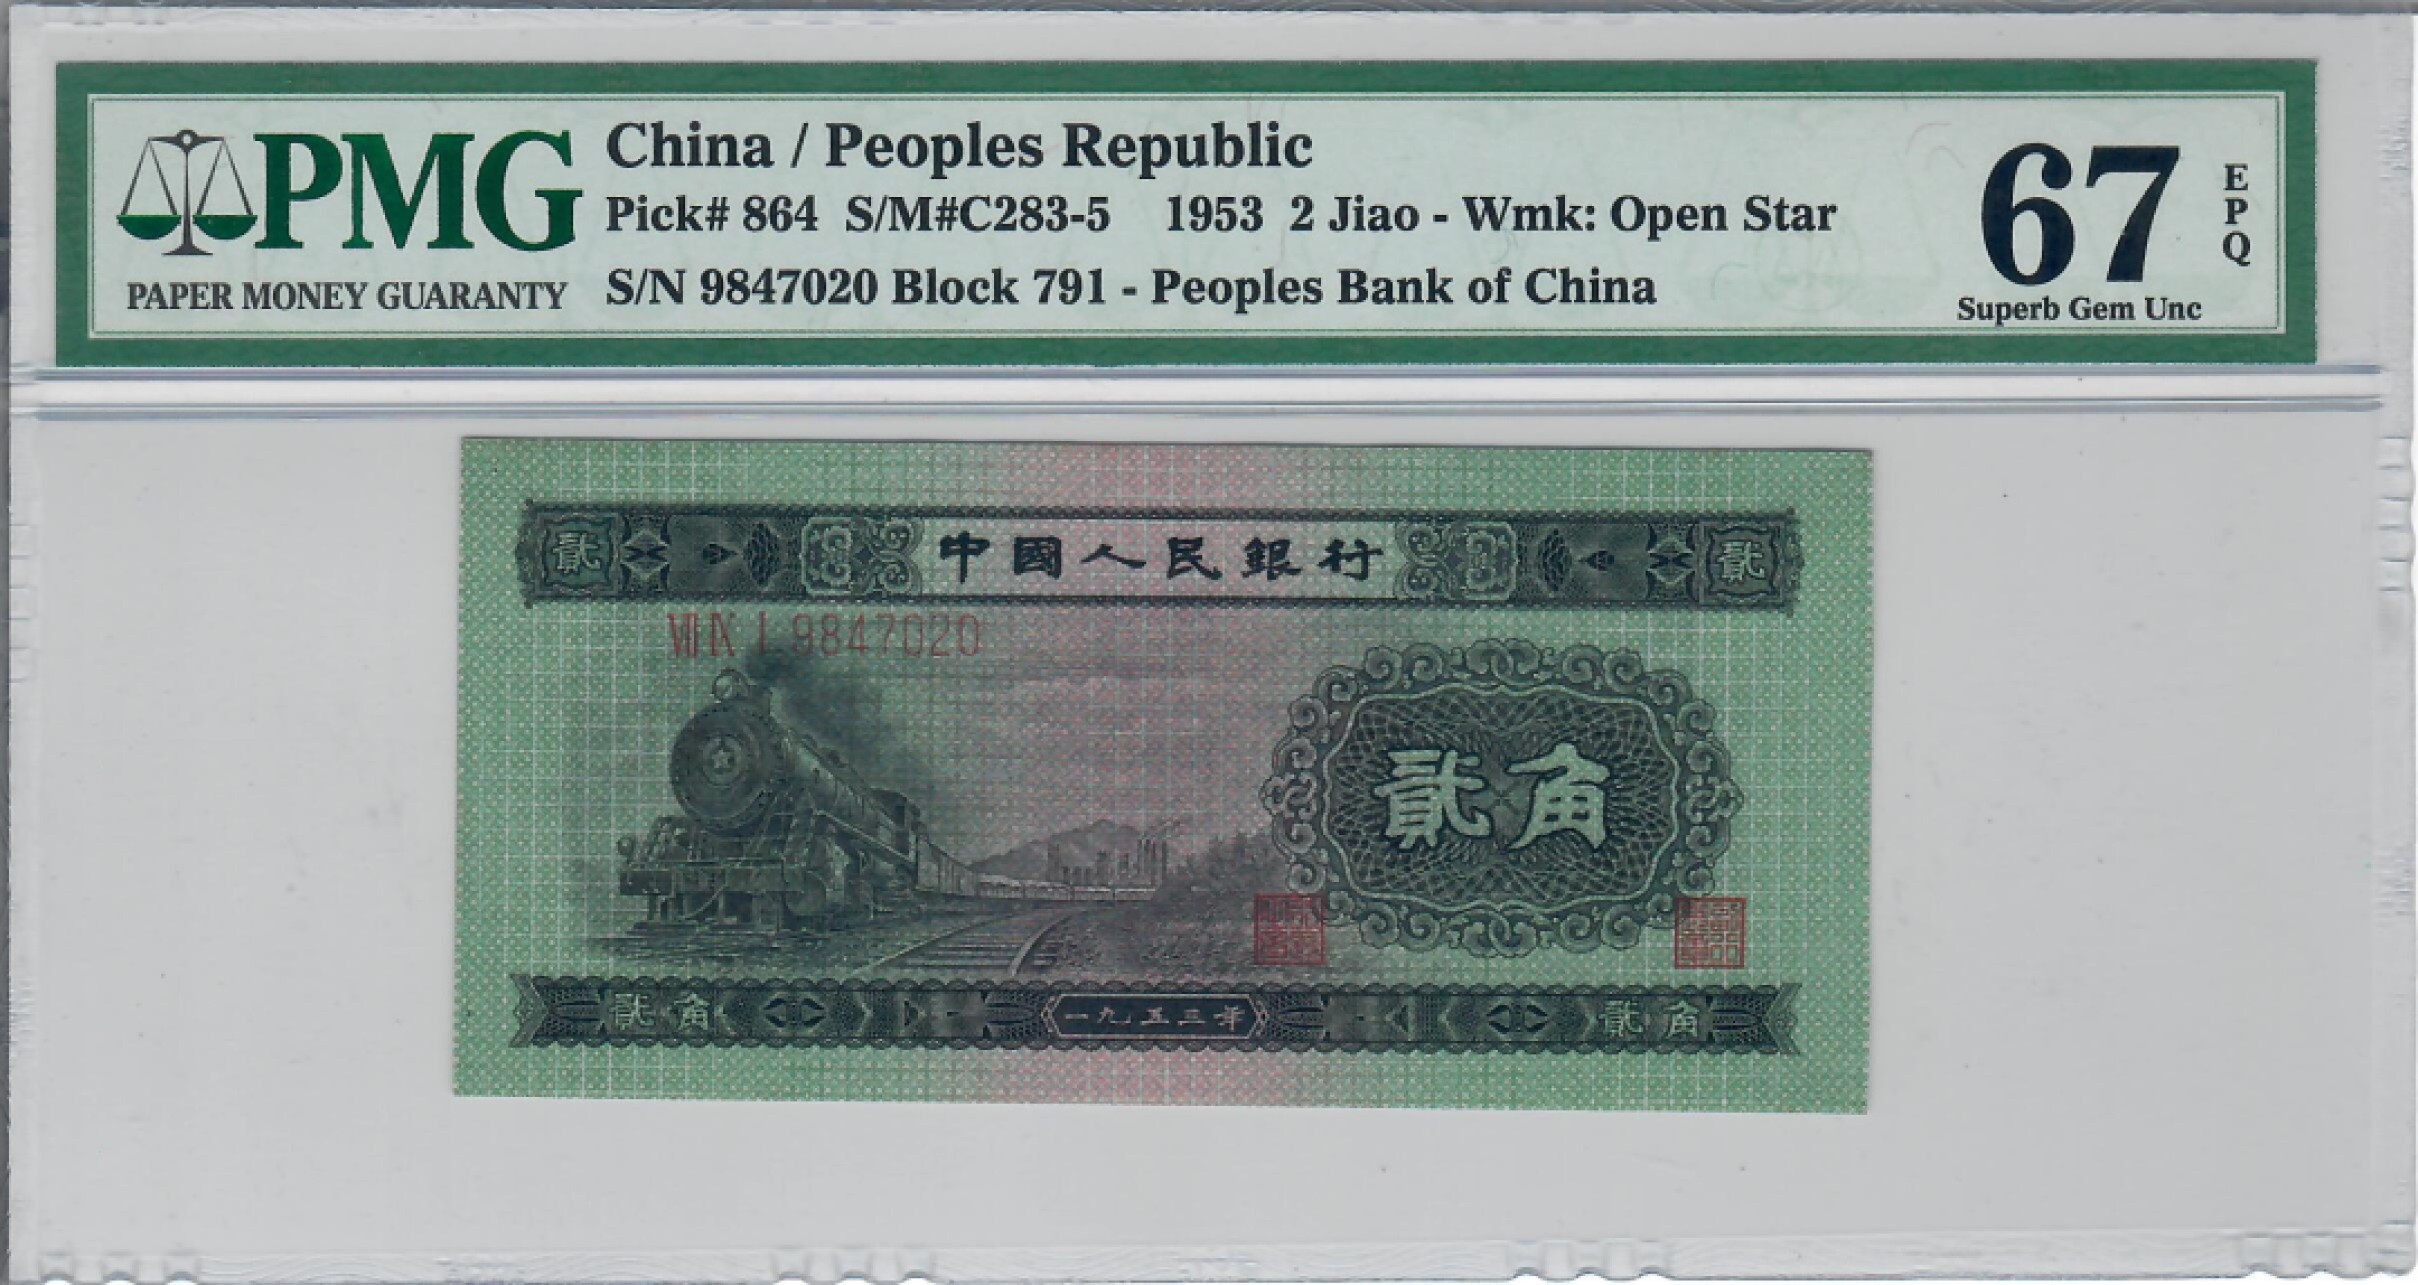 PMG
PAPER MONEY GUARANTY
China / Peoples Republic
Pick# 864 S/M#C283-5 1953 2 Jiao - Wmk: Open Star
S/N 9847020 Block 791 - Peoples Bank of China
67
EPQ
Superb Gem Unc
貳 中國人民銀行 貳
VII IX I 9847020
貳角
貳角 一九五三年 貳角